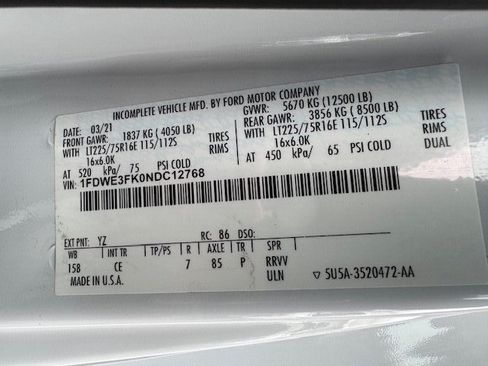 INCOMPLETE VEHICLE MFD. BY FORD MOTOR COMPANY
03/21 GVWR: 5670 KG (12500 LB)
FRONT GAWR: 1837 KG (4050 LB) REAR GAWR: 3856 KG (8500 LB)
WITH LT225/75R16E 115/112S TIRES WITH LT225/75R16E 115/112S TIRES
16x6.0K RIMS 16x6.0K RIMS
AT 520 kPa/ 75 PSI COLD AT 450 kPa/ 65 PSI COLD DUAL
VIN: 1FDWE3FK0NDC12768
EXT PNT: YZ RC: 86 DSO:
WB INT TR TP/PS R AXLE TR SPR
158 CE 7 85 P RRVV
MADE IN U.S.A. ULN ▽ 5U5A-3520472-AA